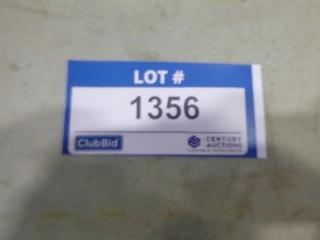 LOT #
1356
ClubBid
CENTURY
AUCTIONS